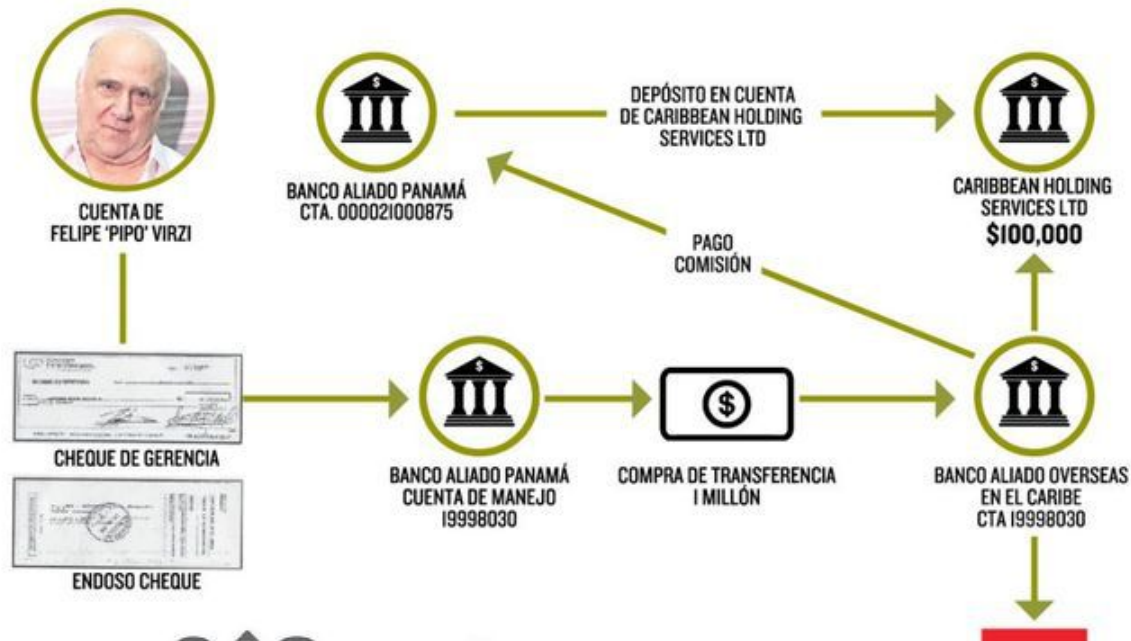 CUENTA DE
FELIPE 'PIPO' VIRZI
BANCO ALIADO PANAMÁ
CTA. 000021000875
DEPÓSITO EN CUENTA
DE CARIBBEAN HOLDING
SERVICES LTD
CARIBBEAN HOLDING
SERVICES LTD
$100,000
PAGO
COMISIÓN
CHEQUE DE GERENCIA
ENDOSO CHEQUE
BANCO ALIADO PANAMÁ
CUENTA DE MANEJO
19998030
COMPRA DE TRANSFERENCIA
1 MILLÓN
BANCO ALIADO OVERSEAS
EN EL CARIBE
CTA 19998030